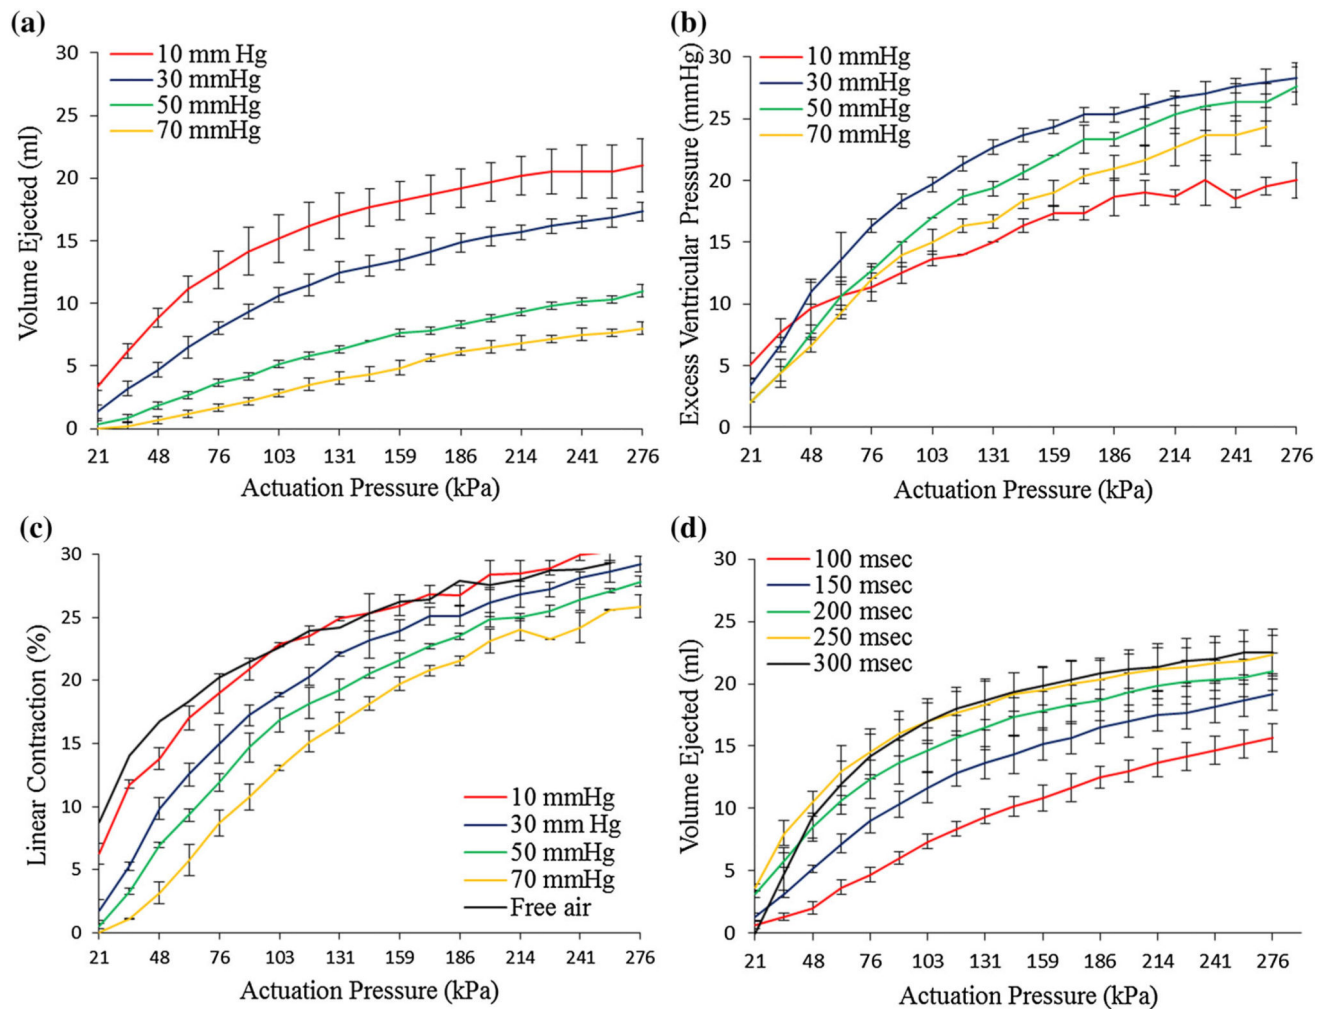 (a)
10 mm Hg
30 mmHg
50 mmHg
70 mmHg
Volume Ejected (ml)
30
25
20
15
10
5
0
21 48 76 103 131 159 186 214 241 276
Actuation Pressure (kPa)
(b)
10 mmHg
30 mmHg
50 mmHg
70 mmHg
Excess Ventricular Pressure (mmHg)
30
25
20
15
10
5
0
21 48 76 103 131 159 186 214 241 276
Actuation Pressure (kPa)
(c)
Linear Contraction (%)
30
25
20
15
10
5
0
10 mmHg
30 mm Hg
50 mmHg
70 mmHg
Free air
21 48 76 103 131 159 186 214 241 276
Actuation Pressure (kPa)
(d)
100 msec
150 msec
200 msec
250 msec
300 msec
Volume Ejected (ml)
30
25
20
15
10
5
0
21 48 76 103 131 159 186 214 241 276
Actuation Pressure (kPa)